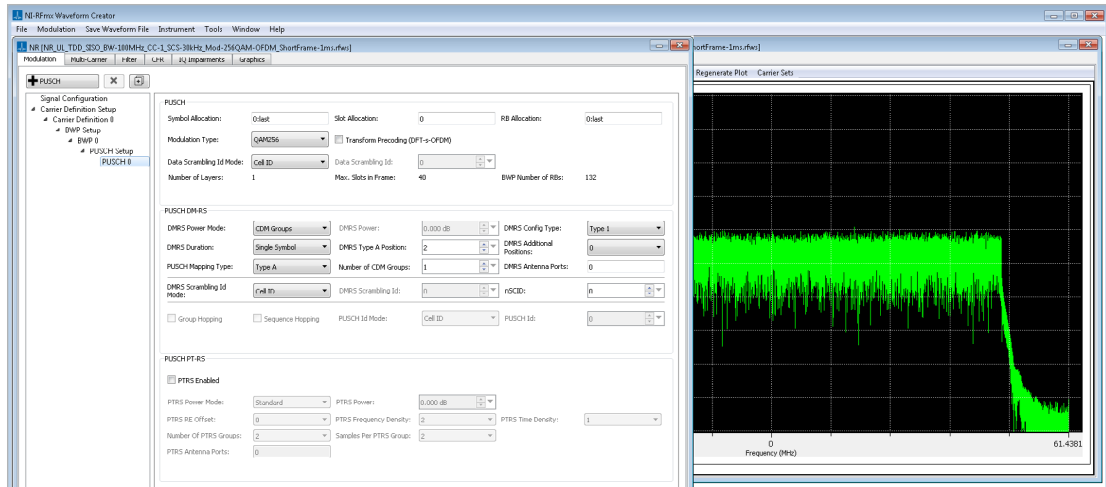 NI-RFmx Waveform Creator
File Modulation Save Waveform File Instrument Tools Window Help
NR [NR_UL_TDD_SISO_BW-100MHz_CC-1_SCS-30kHz_Mod-256QAM-OFDM_ShortFrame-1ms.rfws]
ortFrame-1ms.rfws]
Modulation Multi-Carrier Filter CFR IQ Impairments Graphics
Regenerate Plot Carrier Sets
PUSCH
Signal Configuration
Carrier Definition Setup
Carrier Definition 0
BWP Setup
BWP 0
PUSCH Setup
PUSCH 0
PUSCH
Symbol Allocation: 0:last Slot Allocation: 0 RB Allocation: 0:last
Modulation Type: QAM256 Transform Precoding (DFT-s-OFDM)
Data Scrambling Id Mode: Cell ID Data Scrambling Id: 0
Number of Layers: 1 Max. Slots in Frame: 40 BWP Number of RBs: 132
PUSCH DM-RS
DMRS Power Mode: CDM Groups DMRS Power: 0.000 dB DMRS Config Type: Type 1
DMRS Duration: Single Symbol DMRS Type A Position: 2 DMRS Additional Positions: 0
PUSCH Mapping Type: Type A Number of CDM Groups: 1 DMRS Antenna Ports: 0
DMRS Scrambling Id Mode: Cell ID DMRS Scrambling Id: 0 nSCID: 0
Group Hopping Sequence Hopping PUSCH Id Mode: Cell ID PUSCH Id: 0
PUSCH PT-RS
PTRS Enabled
PTRS Power Mode: Standard PTRS Power: 0.000 dB
PTRS RE Offset: 0 PTRS Frequency Density: 2 PTRS Time Density: 1
Number Of PTRS Groups: 2 Samples Per PTRS Group: 2
PTRS Antenna Ports: 0
0 61.4381
Frequency (MHz)